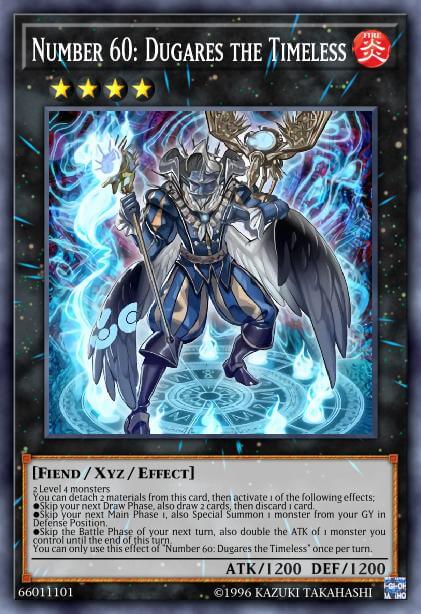 Number 60: Dugares the Timeless
FIRE
炎
[Fiend / Xyz / Effect]
2 Level 4 monsters
You can detach 2 materials from this card, then activate 1 of the following effects;
●Skip your next Draw Phase, also draw 2 cards, then discard 1 card.
●Skip your next Main Phase 1, also Special Summon 1 monster from your GY in
Defense Position.
●Skip the Battle Phase of your next turn, also double the ATK of 1 monster you
control until the end of this turn.
You can only use this effect of "Number 60: Dugares the Timeless" once per turn.
ATK/1200 DEF/1200
66011101
©1996 KAZUKI TAKAHASHI